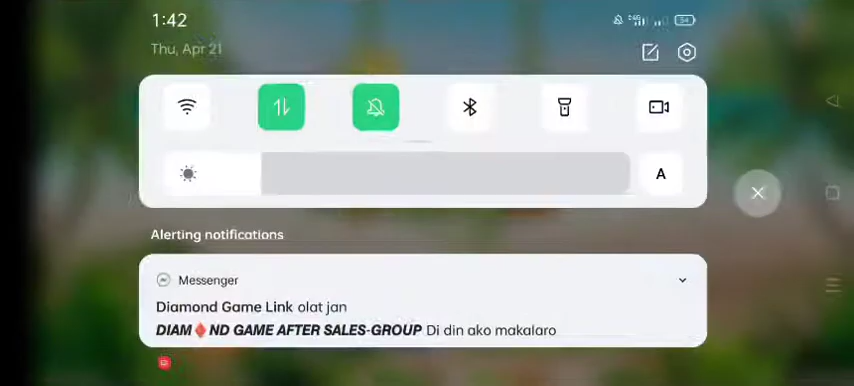 1:42
54
Thu, Apr 21
A
Alerting notifications
Messenger
Diamond Game Link olat jan
DIAM♦ND GAME AFTER SALES-GROUP Di din ako makalaro